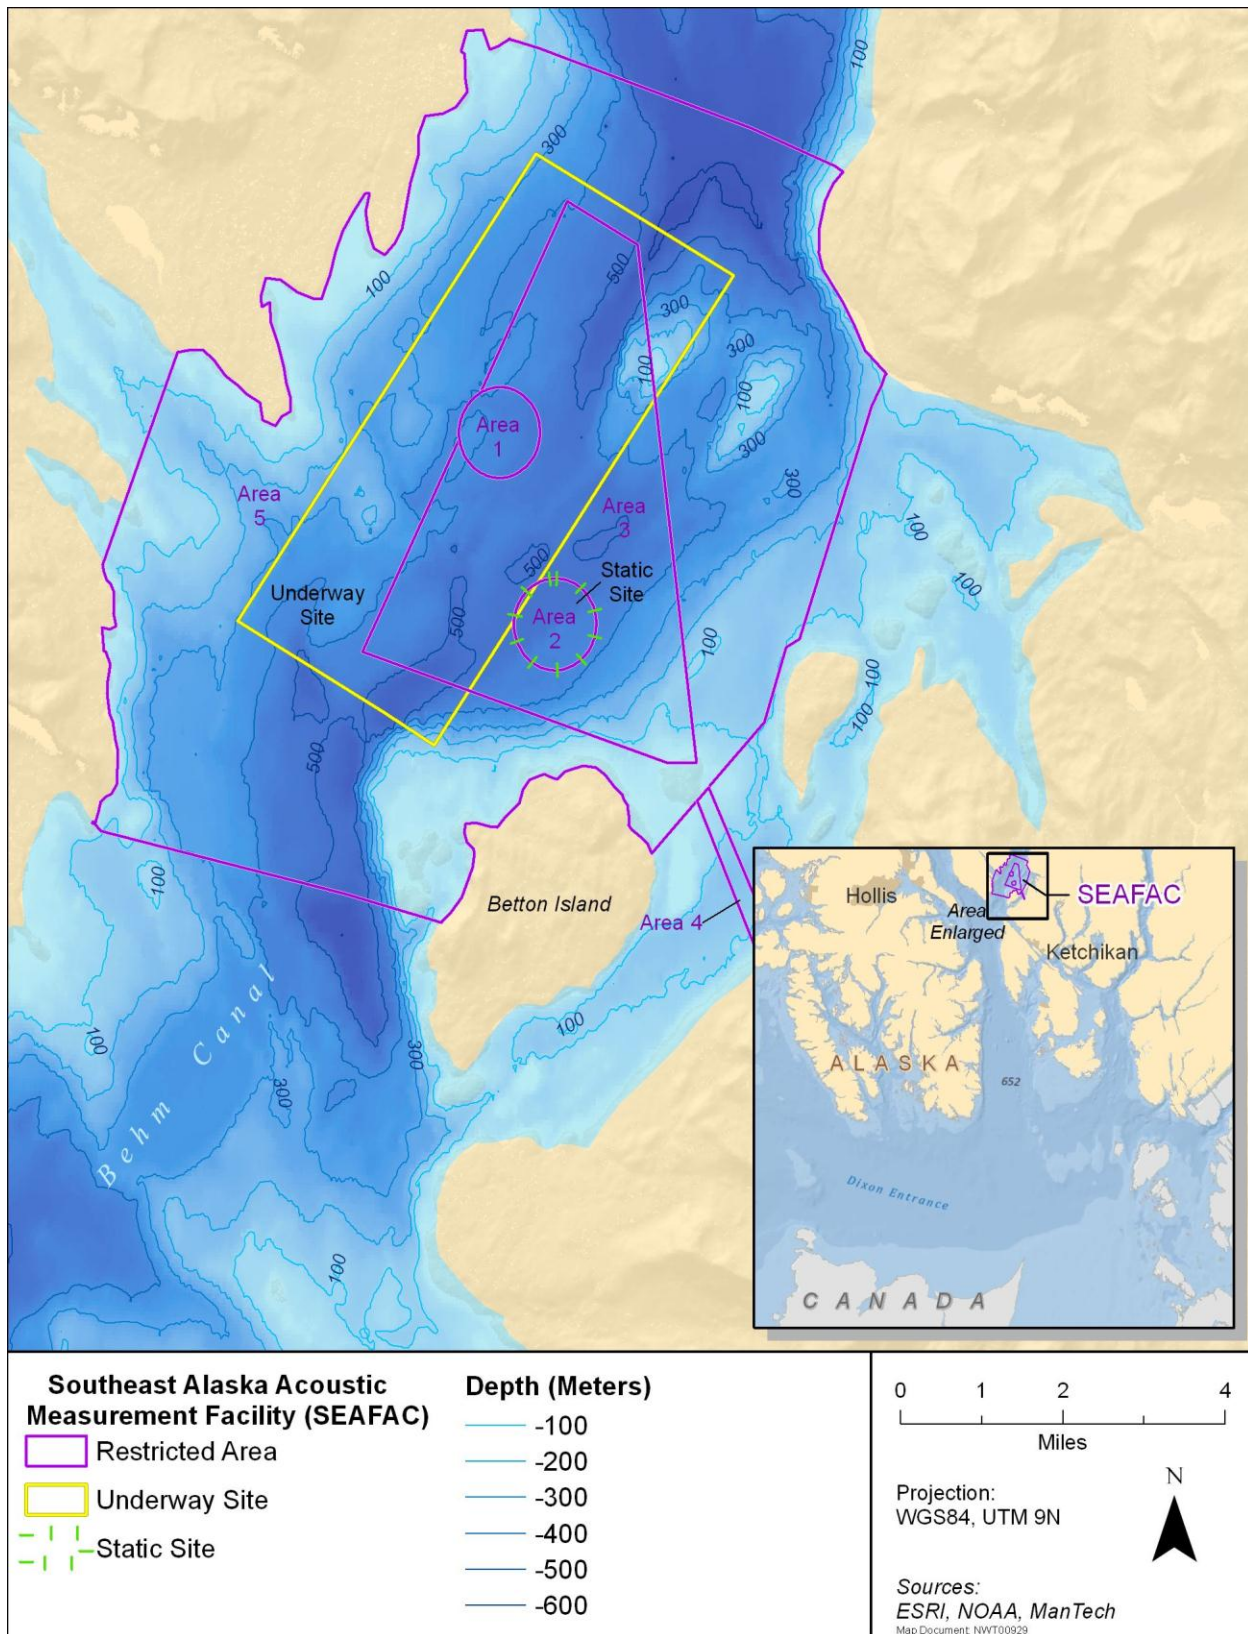 100
300
100
500
300
100
300
100
300
Area
1
Area
5
Area
3
300
100
100
500
Static
Site
Underway
Site
500
Area
2
100
100
100
100
500
100
Betton Island
Area 4
100
100
300
300
Behm Canal
100
Hollis
SEAFAC
Area
Enlarged
Ketchikan
ALASKA
652
Dixon Entrance
CANADA
Southeast Alaska Acoustic
Measurement Facility (SEAFAC)
Restricted Area
Underway Site
Static Site
Depth (Meters)
-100
-200
-300
-400
-500
-600
0 1 2 4
Miles
N
Projection:
WGS84, UTM 9N
Sources:
ESRI, NOAA, ManTech
Map Document: NWT00929